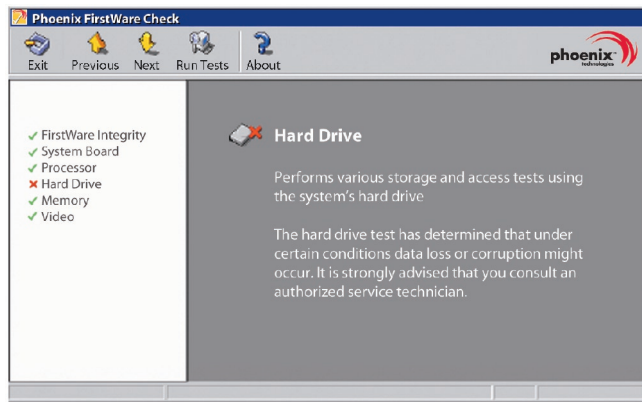 Phoenix FirstWare Check
Exit Previous Next Run Tests About
phoenix
technologies
FirstWare Integrity
System Board
Processor
Hard Drive
Memory
Video
Hard Drive
Performs various storage and access tests using
the system's hard drive
The hard drive test has determined that under
certain conditions data loss or corruption might
occur. It is strongly advised that you consult an
authorized service technician.